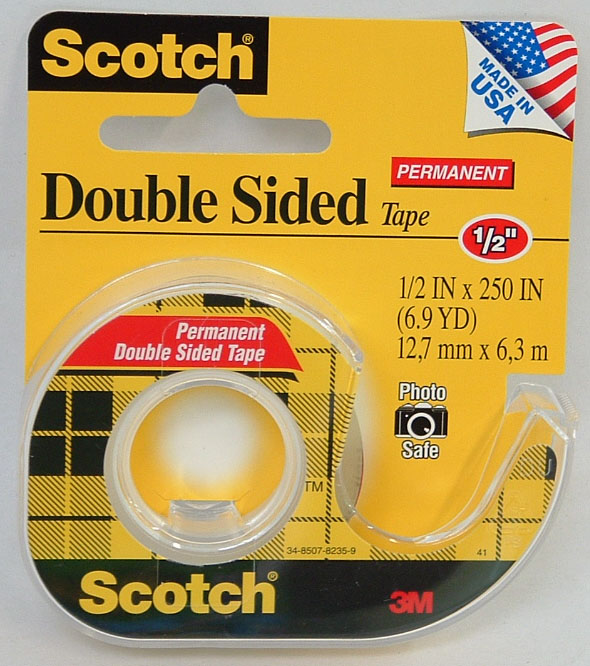 Scotch®
MADE IN
USA
PERMANENT
Double Sided Tape
1/2"
1/2 IN x 250 IN
(6.9 YD)
12,7 mm x 6,3 m
Permanent
Double Sided Tape
Photo
Safe
TM
34-8507-8235-9
41
Scotch®
3M